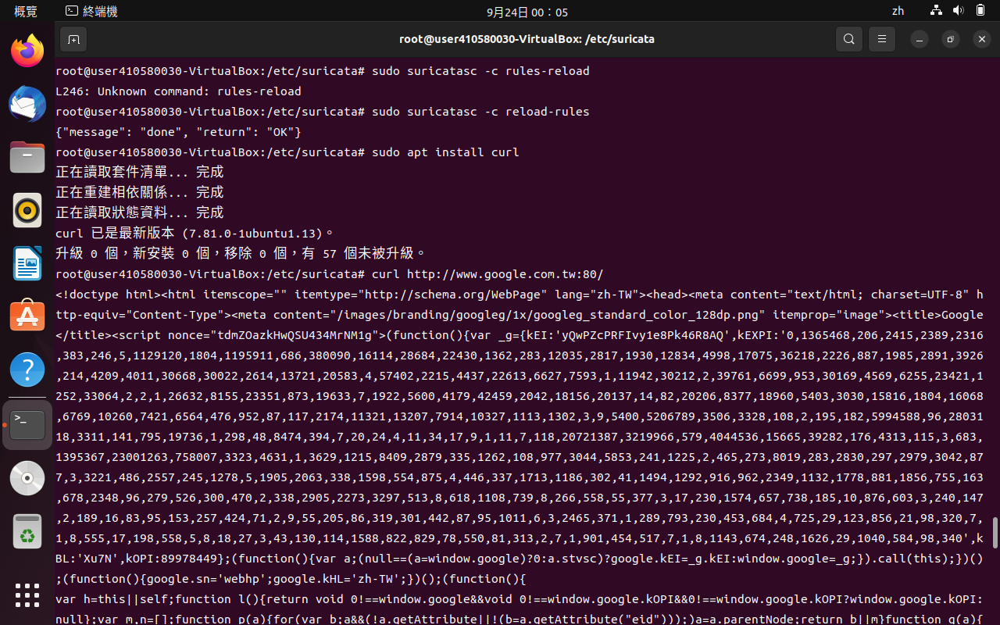 概覽
終端機
9月24日 00：05
zh
root@user410580030-VirtualBox: /etc/suricata
root@user410580030-VirtualBox:/etc/suricata# sudo suricatasc -c rules-reload
L246: Unknown command: rules-reload
root@user410580030-VirtualBox:/etc/suricata# sudo suricatasc -c reload-rules
{"message": "done", "return": "OK"}
root@user410580030-VirtualBox:/etc/suricata# sudo apt install curl
正在讀取套件清單... 完成
正在重建相依關係... 完成
正在讀取狀態資料... 完成
curl 已是最新版本 (7.81.0-1ubuntu1.13)。
升級 0 個，新安裝 0 個，移除 0 個，有 57 個未被升級。
root@user410580030-VirtualBox:/etc/suricata# curl http://www.google.com.tw:80/
<!doctype html><html itemscope="" itemtype="http://schema.org/WebPage" lang="zh-TW"><head><meta content="text/html; charset=UTF-8" h
ttp-equiv="Content-Type"><meta content="/images/branding/googleg/1x/googleg_standard_color_128dp.png" itemprop="image"><title>Google
</title><script nonce="tdmZOazkHwQSU434MrNM1g">(function(){var _g={kEI:'yQwPZcPRFIvy1e8Pk46R8AQ',kEXPI:'0,1365468,206,2415,2389,2316
,383,246,5,1129120,1804,1195911,686,380090,16114,28684,22430,1362,283,12035,2817,1930,12834,4998,17075,36218,2226,887,1985,2891,3926
,214,4209,4011,30668,30022,2614,13721,20583,4,57402,2215,4437,22613,6627,7593,1,11942,30212,2,39761,6699,953,30169,4569,6255,23421,1
252,33064,2,2,1,26632,8155,23351,873,19633,7,1922,5600,4179,42459,2042,18156,20137,14,82,20206,8377,18960,5403,3030,15816,1804,16068
,6769,10260,7421,6564,476,952,87,117,2174,11321,13207,7914,10327,1113,1302,3,9,5400,5206789,3506,3328,108,2,195,182,5994588,96,28031
18,3311,141,795,19736,1,298,48,8474,394,7,20,24,4,11,34,17,9,1,11,7,118,20721387,3219966,579,4044536,15665,39282,176,4313,115,3,683,
1395367,23001263,758007,3323,4631,1,3629,1215,8409,2879,335,1262,108,977,3044,5853,241,1225,2,465,273,8019,283,2830,297,2979,3042,87
7,3,3221,486,2557,245,1278,5,1905,2063,338,1598,554,875,4,446,337,1713,1186,302,41,1494,1292,916,962,2349,1132,1778,881,1856,755,163
,678,2348,96,279,526,300,470,2,338,2905,2273,3297,513,8,618,1108,739,8,266,558,55,377,3,17,230,1574,657,738,185,10,876,603,3,240,147
,2,189,16,83,95,153,257,424,71,2,9,55,205,86,319,301,442,87,95,1011,6,3,2465,371,1,289,793,230,453,684,4,725,29,123,856,21,98,320,7,
1,8,555,17,198,558,5,8,18,27,3,43,130,114,1588,822,829,78,550,81,313,2,7,1,901,454,517,7,1,8,1143,674,248,1626,29,1040,584,98,340',k
BL:'Xu7N',kOPI:89978449};(function(){var a;(null==(a=window.google)?0:a.stvsc)?google.kEI=_g.kEI:window.google=_g;}).call(this);})()
;(function(){google.sn='webhp';google.kHL='zh-TW';})();(function(){
var h=this||self;function l(){return void 0!==window.google&&void 0!==window.google.kOPI&&0!==window.google.kOPI?window.google.kOPI:
null};var m,n=[];function p(a){for(var b;a&&(!a.getAttribute||!(b=a.getAttribute("eid")));)a=a.parentNode;return b||m}function q(a){